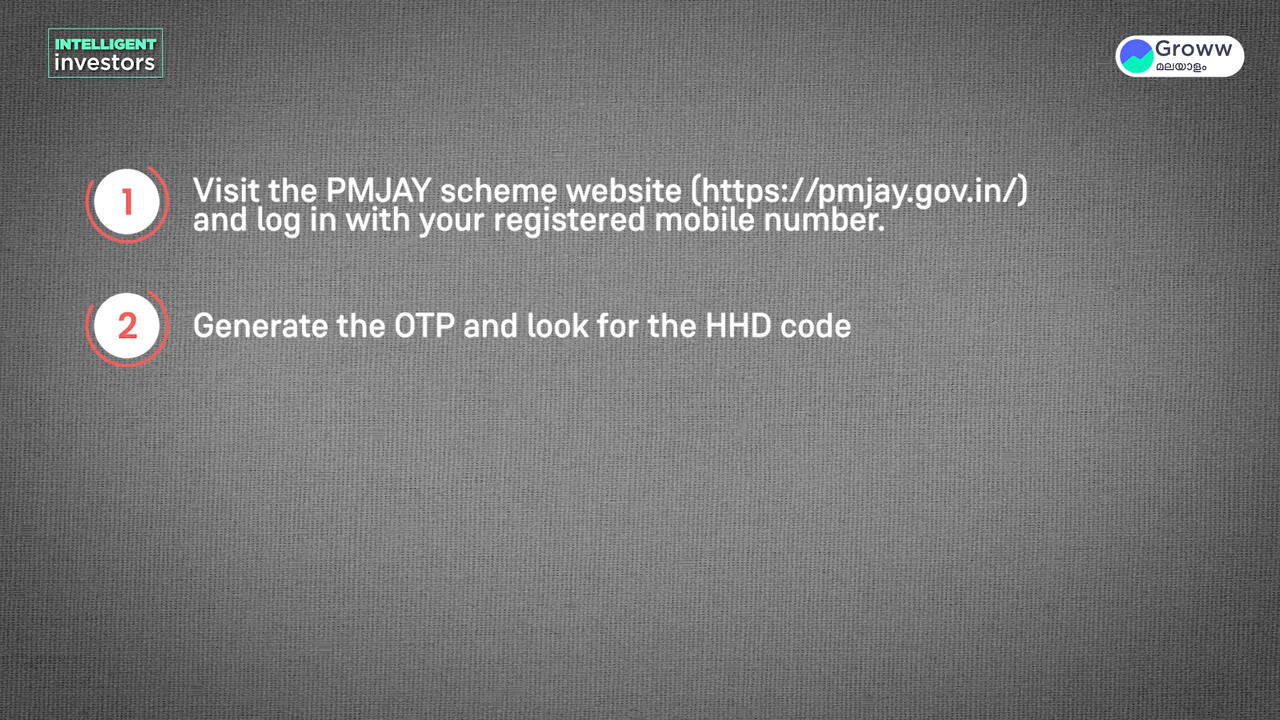 INTELLIGENT
investors
Groww
മലയാളം
1
Visit the PMJAY scheme website (https://pmjay.gov.in/)
and log in with your registered mobile number.
2
Generate the OTP and look for the HHD code